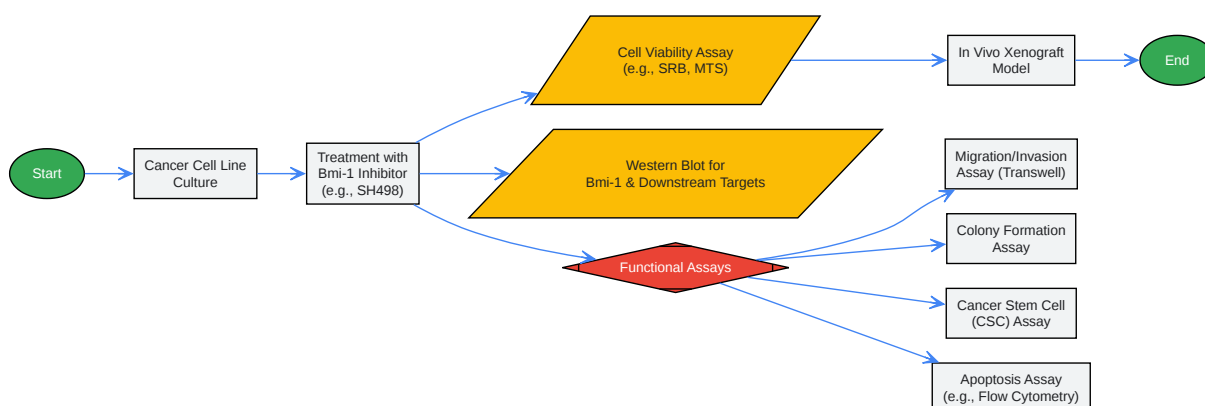 Start
Cancer Cell Line
Culture
Treatment with
Bmi-1 Inhibitor
(e.g., SH498)
Cell Viability Assay
(e.g., SRB, MTS)
Western Blot for
Bmi-1 & Downstream Targets
Functional Assays
In Vivo Xenograft
Model
End
Migration/Invasion
Assay (Transwell)
Colony Formation
Assay
Cancer Stem Cell
(CSC) Assay
Apoptosis Assay
(e.g., Flow Cytometry)